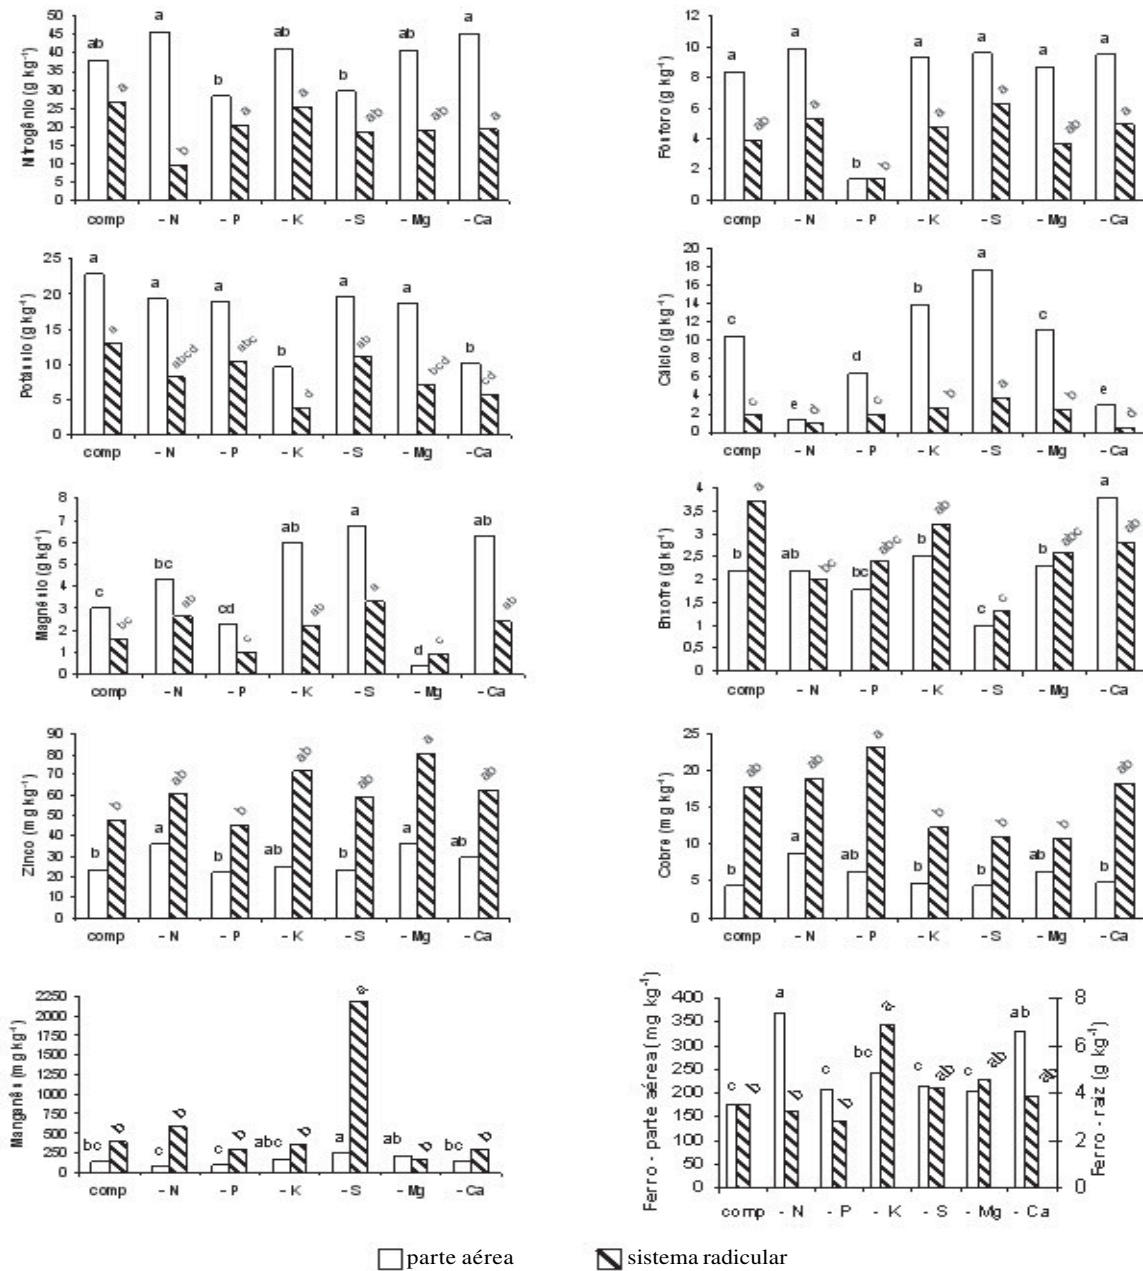 Nitrogênio (g kg⁻¹)
50 45 40 35 30 25 20 15 10 5 0
ab a a b a ab a b ab ab ab a a
b
comp - N - P - K - S - Mg - Ca
Fósforo (g kg⁻¹)
12 10 8 6 4 2 0
a ab a a b b a a a a a ab a a
comp - N - P - K - S - Mg - Ca
Potássio (g kg⁻¹)
25 20 15 10 5 0
a a a abcd a abc b d a ab a bcd b cd
comp - N - P - K - S - Mg - Ca
Cálcio (g kg⁻¹)
20 18 16 14 12 10 8 6 4 2 0
c c e d d c b b a a c b e d
comp - N - P - K - S - Mg - Ca
Magnésio (g kg⁻¹)
8 7 6 5 4 3 2 1 0
c bc bc ab cd c ab ab a a d c ab ab
comp - N - P - K - S - Mg - Ca
Enxofre (g kg⁻¹)
4 3,5 3 2,5 2 1,5 1 0,5 0
b a ab bc bc abc b ab c c b abc a ab
comp - N - P - K - S - Mg - Ca
Zinco (mg kg⁻¹)
90 80 70 60 50 40 30 20 10 0
b b a ab b b ab ab b ab a a ab ab
comp - N - P - K - S - Mg - Ca
Cobre (mg kg⁻¹)
25 20 15 10 5 0
b ab a ab ab a b b b b ab b b ab
comp - N - P - K - S - Mg - Ca
Manganês (mg kg⁻¹)
2250 2000 1750 1500 1250 1000 750 500 250 0
bc b c b c b abc b a a ab b bc b
comp - N - P - K - S - Mg - Ca
Ferro - parte aérea (mg kg⁻¹)
400 350 300 250 200 150 100 50 0
c b a b c b bc a c ab c ab ab ab
8 6 4 2 0
Ferro - raiz (g kg⁻¹)
comp - N - P - K - S - Mg - Ca
parte aérea
sistema radicular